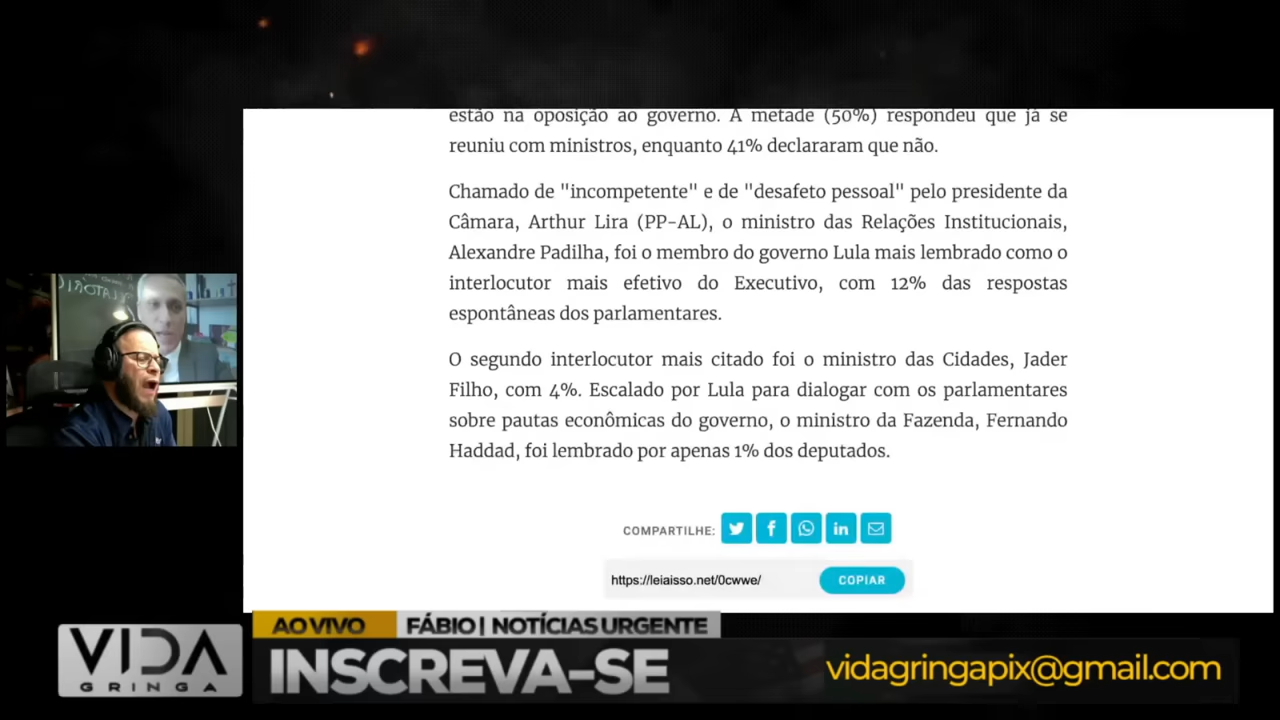 estão na oposição ao governo. A metade (50%) respondeu que já se
reuniu com ministros, enquanto 41% declararam que não.
Chamado de "incompetente" e de "desafeto pessoal" pelo presidente da
Câmara, Arthur Lira (PP-AL), o ministro das Relações Institucionais,
Alexandre Padilha, foi o membro do governo Lula mais lembrado como o
interlocutor mais efetivo do Executivo, com 12% das respostas
espontâneas dos parlamentares.
O segundo interlocutor mais citado foi o ministro das Cidades, Jader
Filho, com 4%. Escalado por Lula para dialogar com os parlamentares
sobre pautas econômicas do governo, o ministro da Fazenda, Fernando
Haddad, foi lembrado por apenas 1% dos deputados.
COMPARTILHE:
https://leiaisso.net/0cwwe/ COPIAR
AO VIVO FÁBIO | NOTÍCIAS URGENTE
VIDA
GRINGA
INSCREVA-SE
vidagringapix@gmail.com